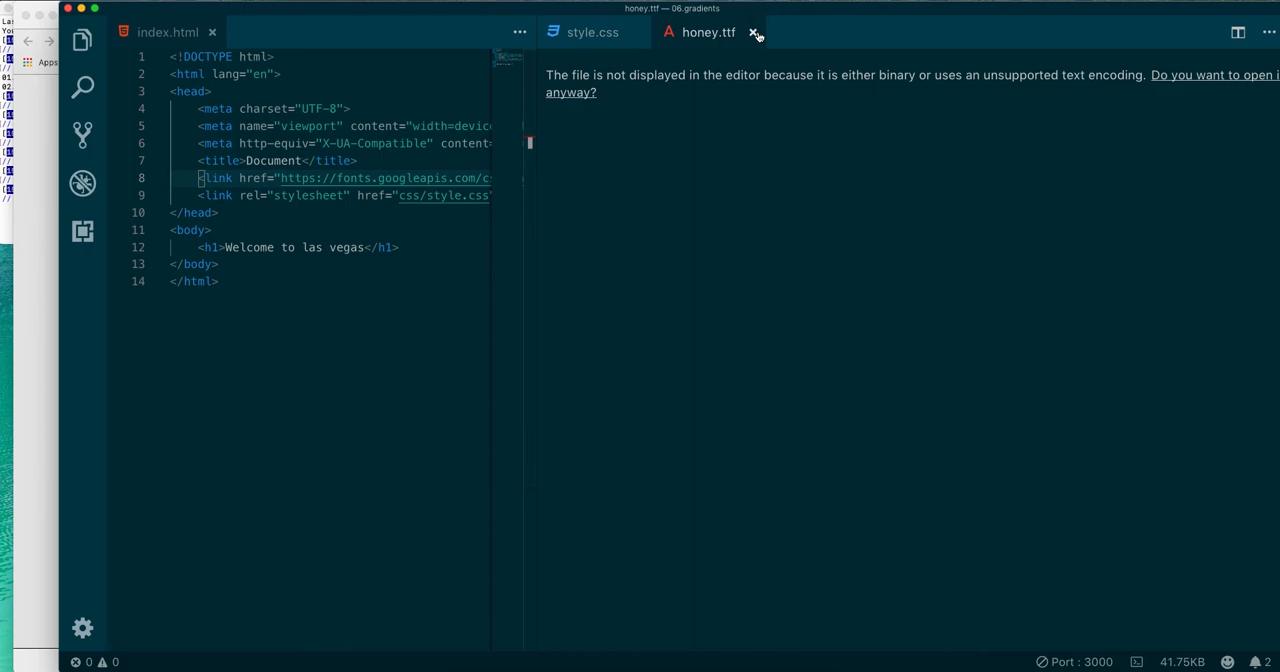 honey.ttf — 06.gradients
index.html
style.css
honey.ttf
Apps
1 <!DOCTYPE html>
2 <html lang="en">
3 <head>
4 <meta charset="UTF-8">
5 <meta name="viewport" content="width=devic
6 <meta http-equiv="X-UA-Compatible" content=
7 <title>Document</title>
8 <link href="https://fonts.googleapis.com/cs
9 <link rel="stylesheet" href="css/style.css"
10 </head>
11 <body>
12 <h1>Welcome to las vegas</h1>
13 </body>
14 </html>
The file is not displayed in the editor because it is either binary or uses an unsupported text encoding. Do you want to open i
anyway?
0 0
Port : 3000
41.75KB
2